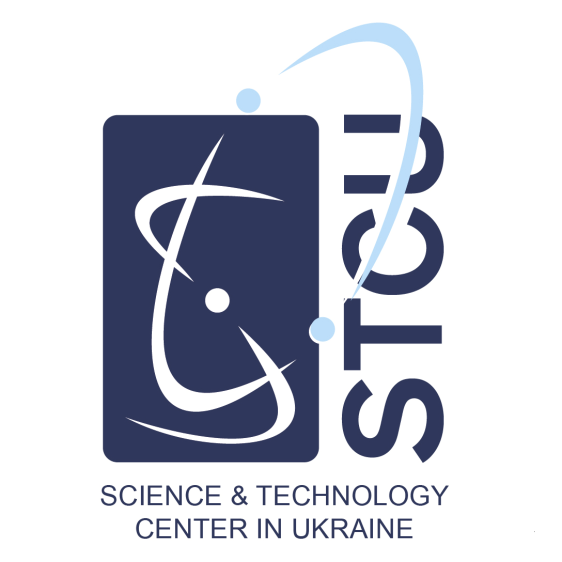 STCU
SCIENCE & TECHNOLOGY
CENTER IN UKRAINE